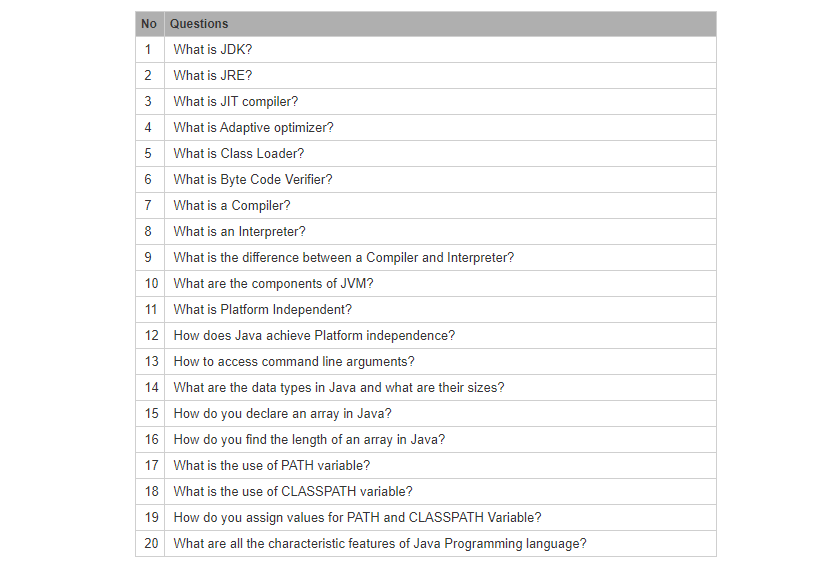 No Questions
1 What is JDK?
2 What is JRE?
3 What is JIT compiler?
4 What is Adaptive optimizer?
5 What is Class Loader?
6 What is Byte Code Verifier?
7 What is a Compiler?
8 What is an Interpreter?
9 What is the difference between a Compiler and Interpreter?
10 What are the components of JVM?
11 What is Platform Independent?
12 How does Java achieve Platform independence?
13 How to access command line arguments?
14 What are the data types in Java and what are their sizes?
15 How do you declare an array in Java?
16 How do you find the length of an array in Java?
17 What is the use of PATH variable?
18 What is the use of CLASSPATH variable?
19 How do you assign values for PATH and CLASSPATH Variable?
20 What are all the characteristic features of Java Programming language?